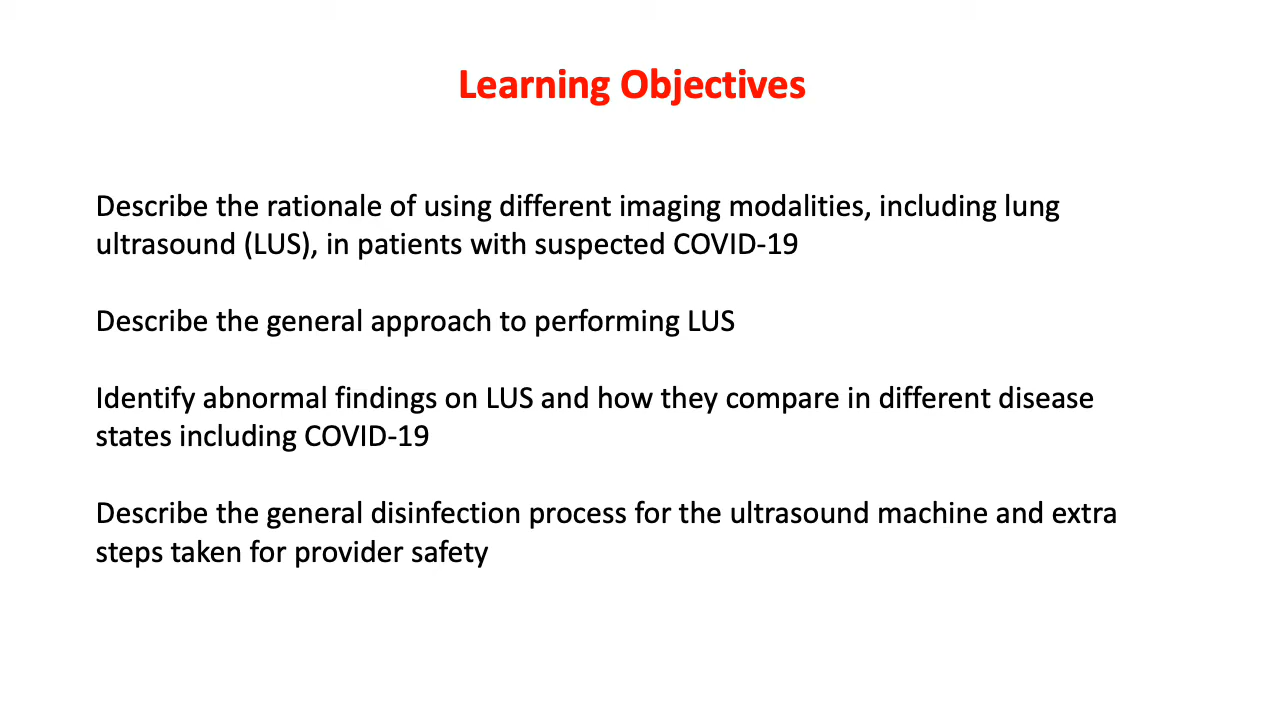 Learning Objectives
Describe the rationale of using different imaging modalities, including lung
ultrasound (LUS), in patients with suspected COVID-19
Describe the general approach to performing LUS
Identify abnormal findings on LUS and how they compare in different disease
states including COVID-19
Describe the general disinfection process for the ultrasound machine and extra
steps taken for provider safety